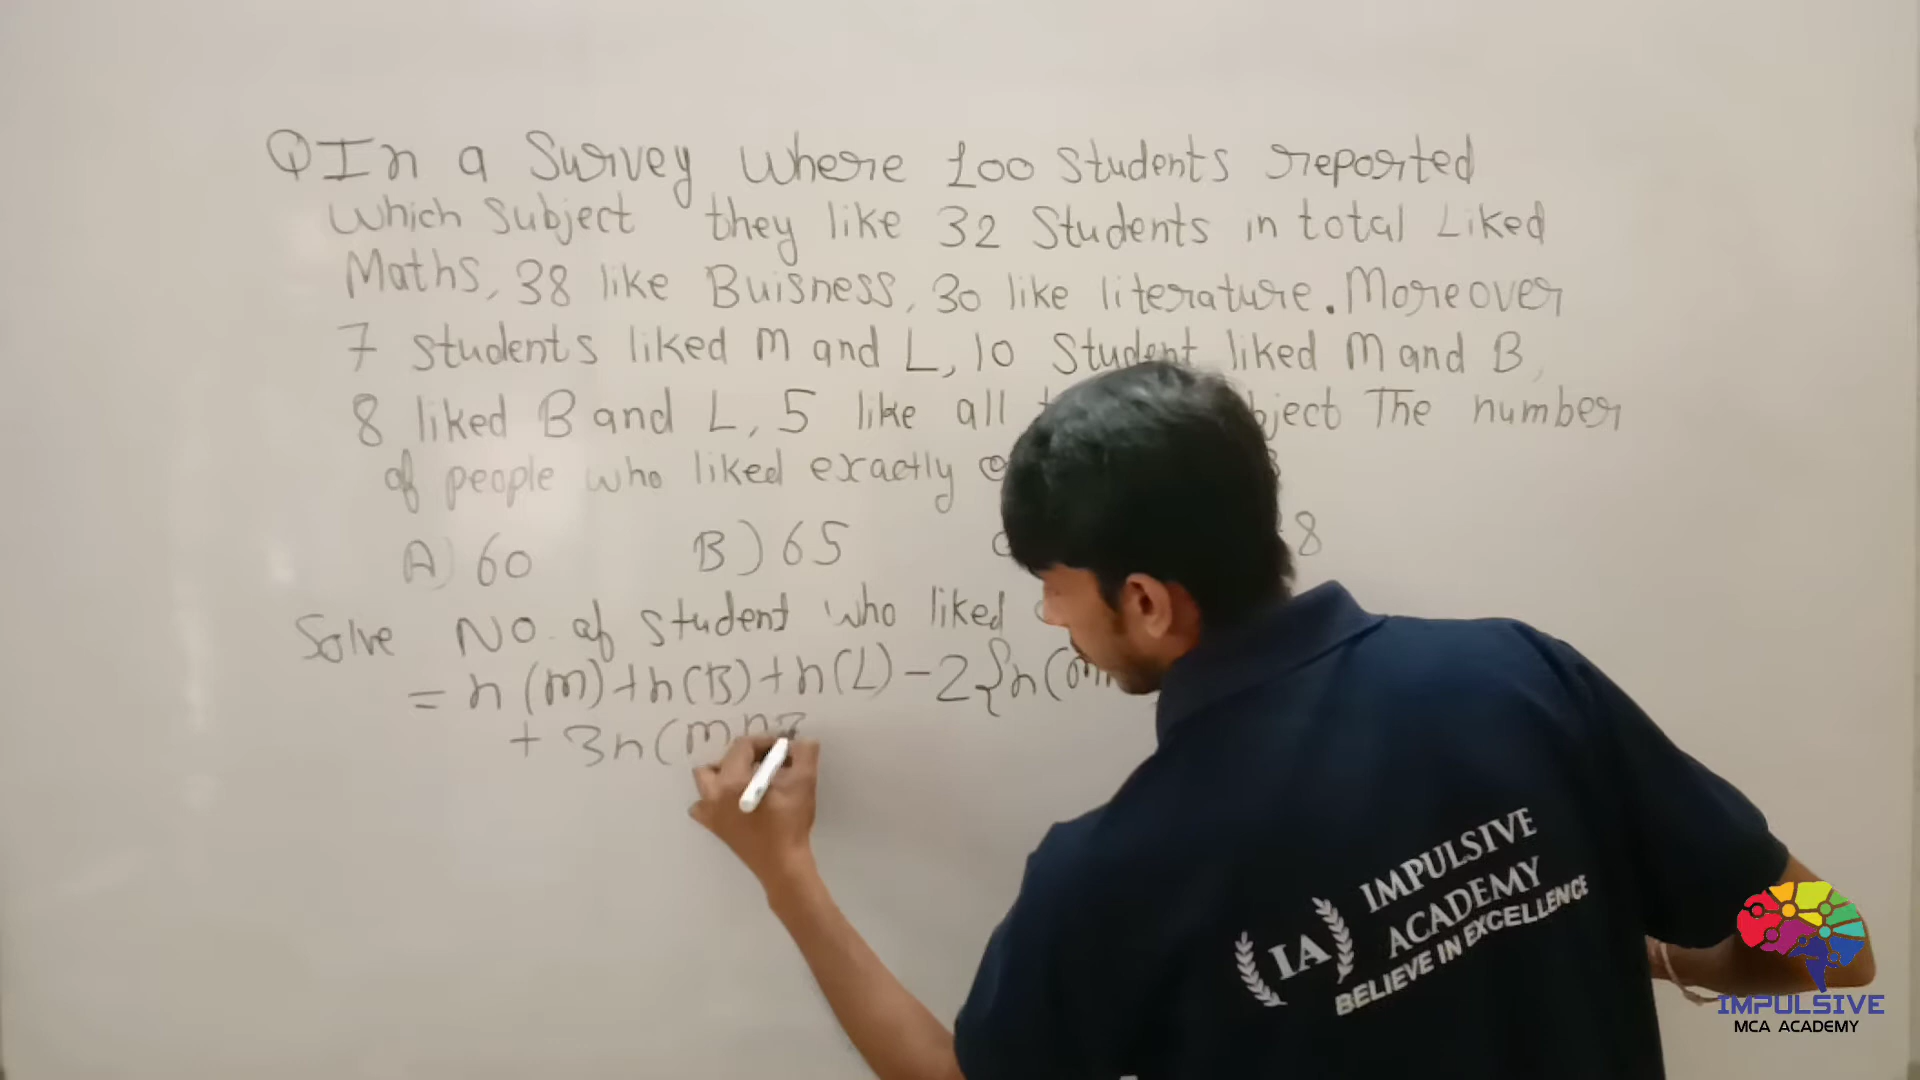 Q In a Survey Where 100 Students reported
Which Subject they like 32 Students in total Liked
Maths, 38 like Buisness, 30 like literature. Moreover
7 students liked M and L, 10 Student liked M and B,
8 liked B and L, 5 like all The number
of people who liked exactly
A) 60 B) 65 8
Solve No. of student who liked
= n(M) + n(B) + n(L) - 2{n(
+ 3n(M
IA IMPULSIVE
ACADEMY
BELIEVE IN EXCELLENCE
IMPULSIVE
MCA ACADEMY